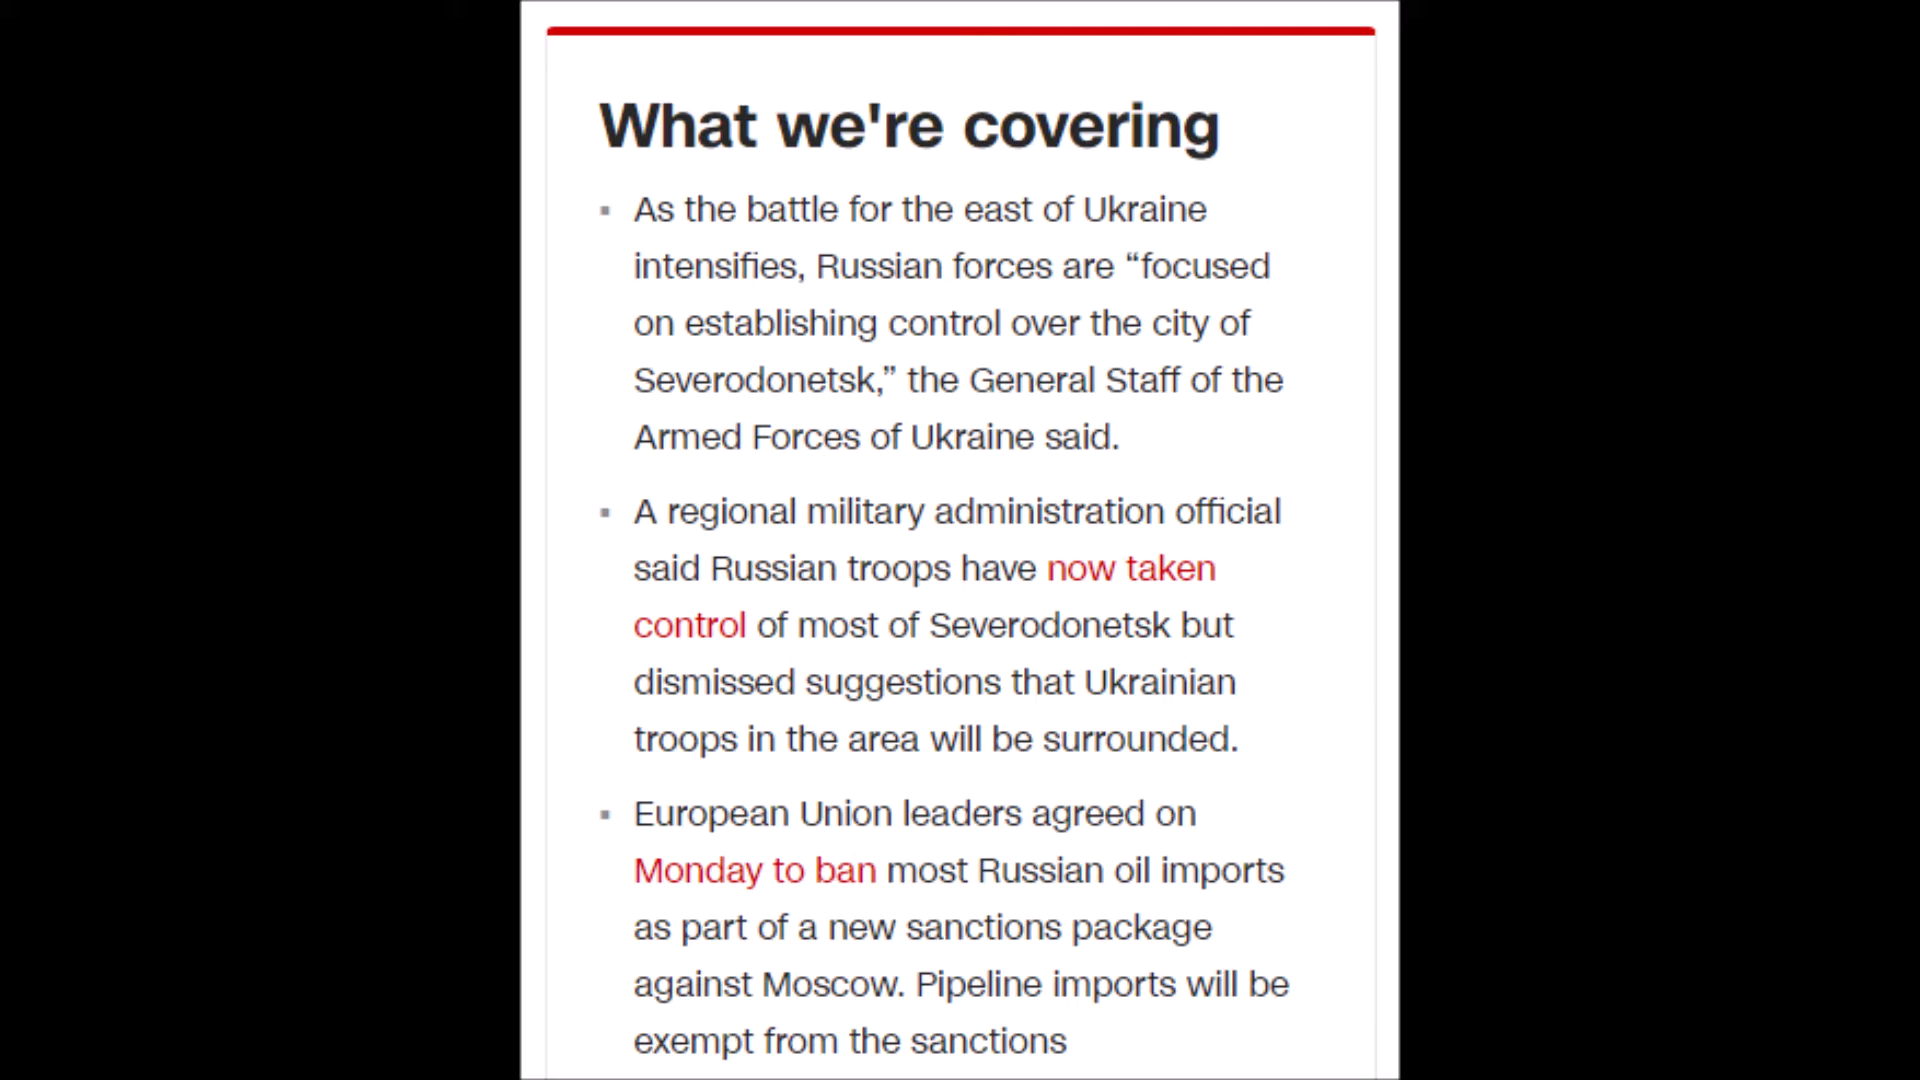 What we're covering
▪ As the battle for the east of Ukraine
intensifies, Russian forces are “focused
on establishing control over the city of
Severodonetsk,” the General Staff of the
Armed Forces of Ukraine said.
▪ A regional military administration official
said Russian troops have now taken
control of most of Severodonetsk but
dismissed suggestions that Ukrainian
troops in the area will be surrounded.
▪ European Union leaders agreed on
Monday to ban most Russian oil imports
as part of a new sanctions package
against Moscow. Pipeline imports will be
exempt from the sanctions